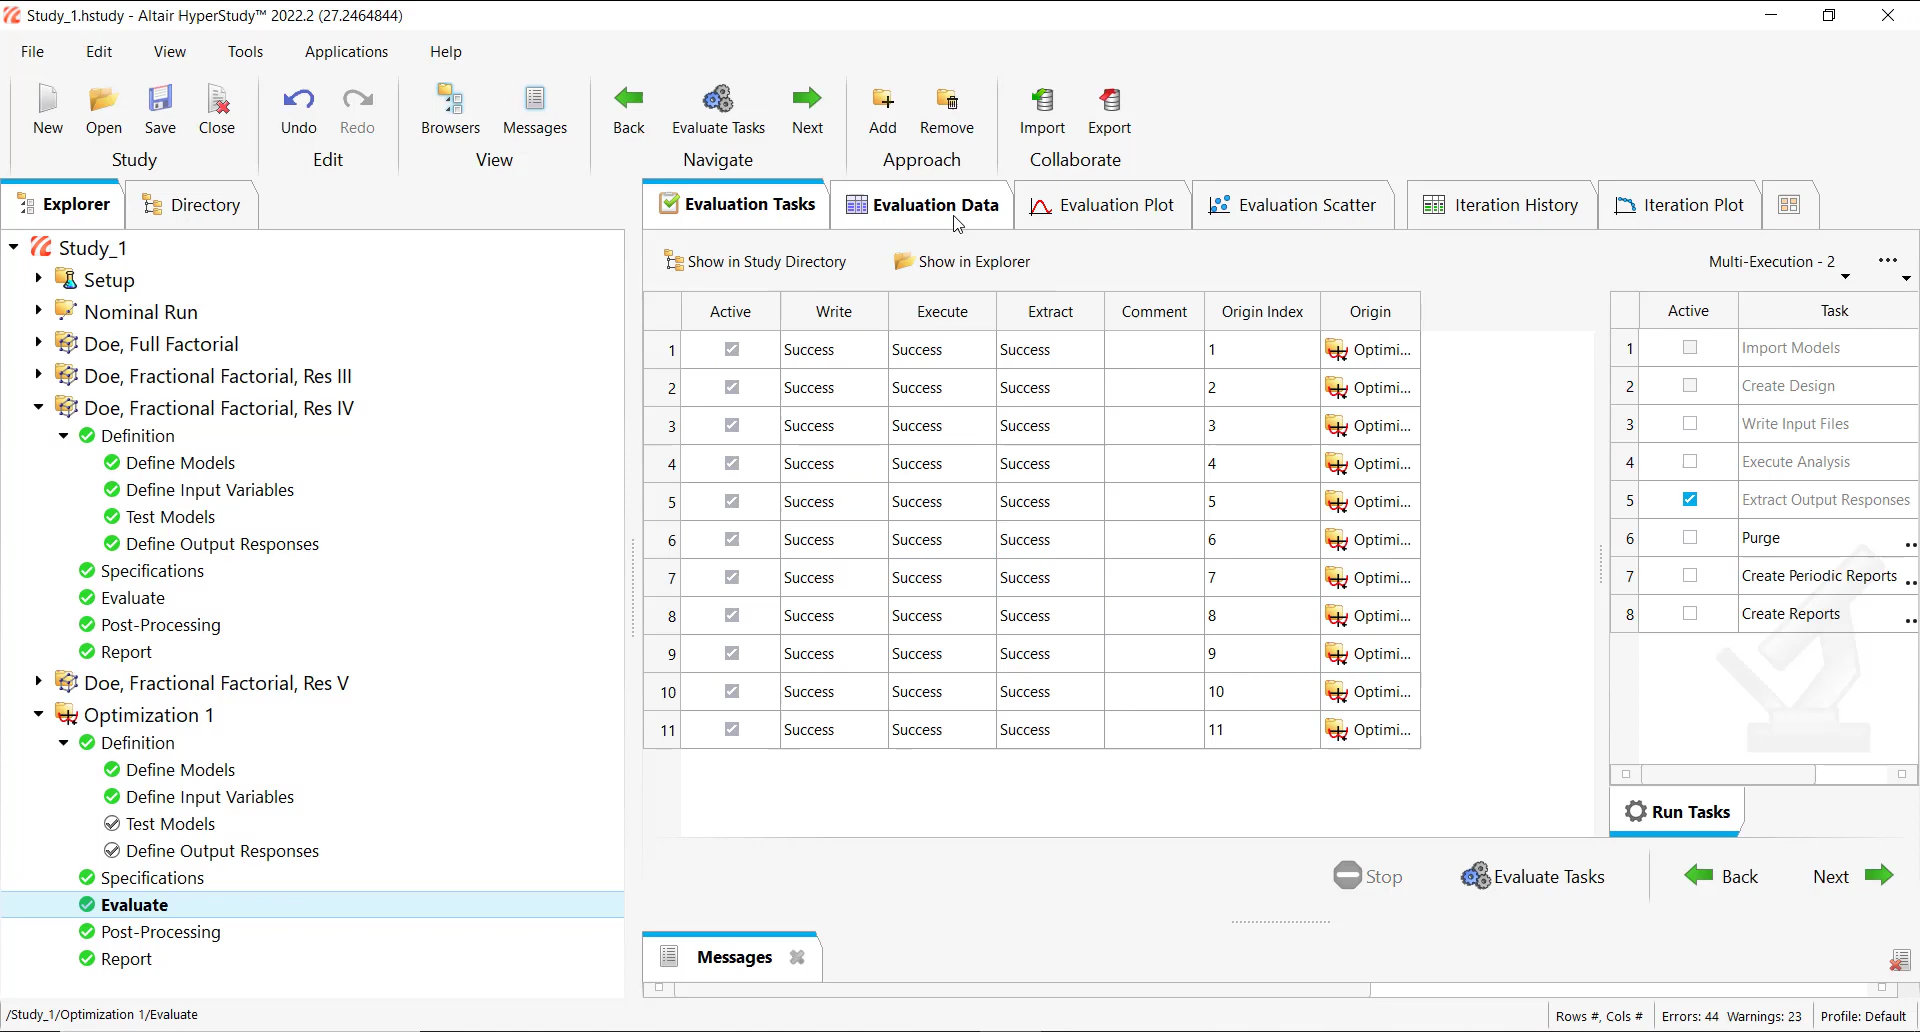 Study_1.hstudy - Altair HyperStudy™ 2022.2 (27.2464844)
File Edit View Tools Applications Help
New Open Save Close Undo Redo Browsers Messages Back Evaluate Tasks Next Add Remove Import Export
Study Edit View Navigate Approach Collaborate
Explorer Directory
Evaluation Tasks Evaluation Data Evaluation Plot Evaluation Scatter Iteration History Iteration Plot
Study_1
Setup
Nominal Run
Doe, Full Factorial
Doe, Fractional Factorial, Res III
Doe, Fractional Factorial, Res IV
Definition
Define Models
Define Input Variables
Test Models
Define Output Responses
Specifications
Evaluate
Post-Processing
Report
Doe, Fractional Factorial, Res V
Optimization 1
Definition
Define Models
Define Input Variables
Test Models
Define Output Responses
Specifications
Evaluate
Post-Processing
Report
Show in Study Directory Show in Explorer Multi-Execution - 2 •••
Active Write Execute Extract Comment Origin Index Origin
1 Success Success Success 1 Optimi...
2 Success Success Success 2 Optimi...
3 Success Success Success 3 Optimi...
4 Success Success Success 4 Optimi...
5 Success Success Success 5 Optimi...
6 Success Success Success 6 Optimi...
7 Success Success Success 7 Optimi...
8 Success Success Success 8 Optimi...
9 Success Success Success 9 Optimi...
10 Success Success Success 10 Optimi...
11 Success Success Success 11 Optimi...
Active Task
1 Import Models
2 Create Design
3 Write Input Files
4 Execute Analysis
5 Extract Output Responses
6 Purge
7 Create Periodic Reports
8 Create Reports
Run Tasks
Stop Evaluate Tasks Back Next
Messages
/Study_1/Optimization 1/Evaluate
Rows #, Cols # Errors: 44 Warnings: 23 Profile: Default